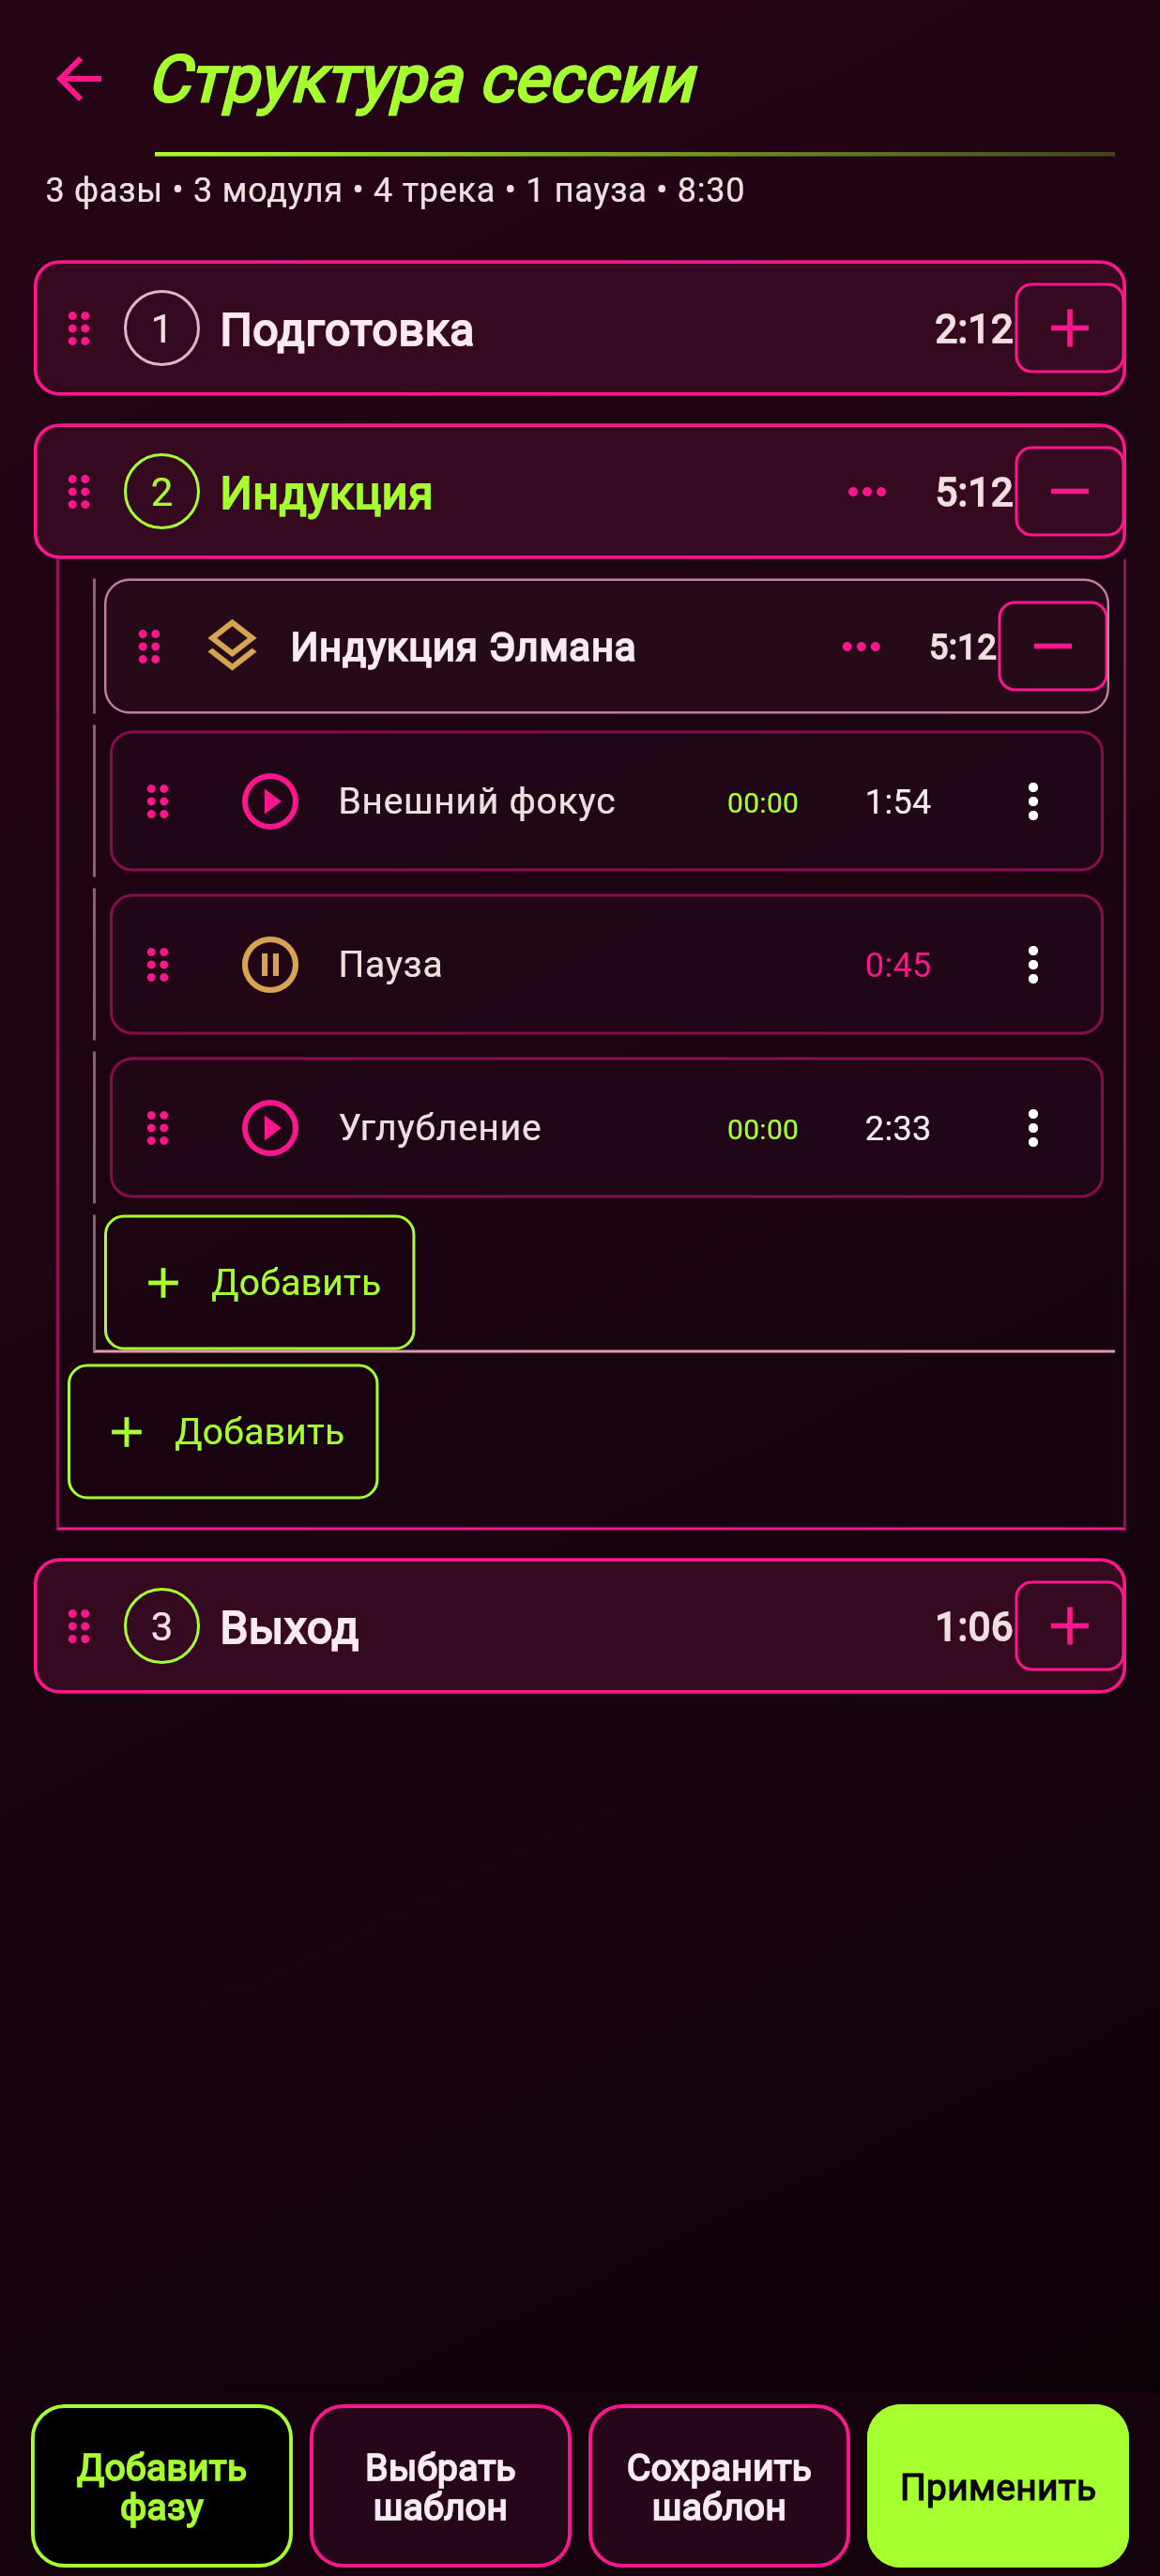 Структура сессии
3 фазы • 3 модуля • 4 трека • 1 пауза • 8:30
1 Подготовка 2:12
2 Индукция 5:12
Индукция Элмана 5:12
Внешний фокус 00:00 1:54
Пауза 0:45
Углубление 00:00 2:33
+ Добавить
+ Добавить
3 Выход 1:06
Добавить
фазу
Выбрать
шаблон
Сохранить
шаблон
Применить